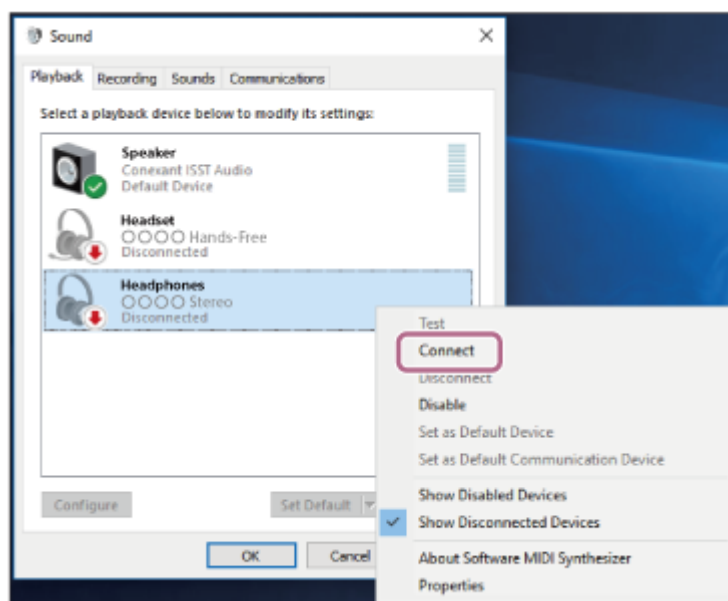 Sound
Playback Recording Sounds Communications
Select a playback device below to modify its settings:
Speaker
Conexant ISST Audio
Default Device
Headset
○○○○ Hands-Free
Disconnected
Headphones
○○○○ Stereo
Disconnected
Test
Connect
Disconnect
Disable
Set as Default Device
Set as Default Communication Device
Show Disabled Devices
Show Disconnected Devices
About Software MIDI Synthesizer
Properties
Configure Set Default
OK Cancel